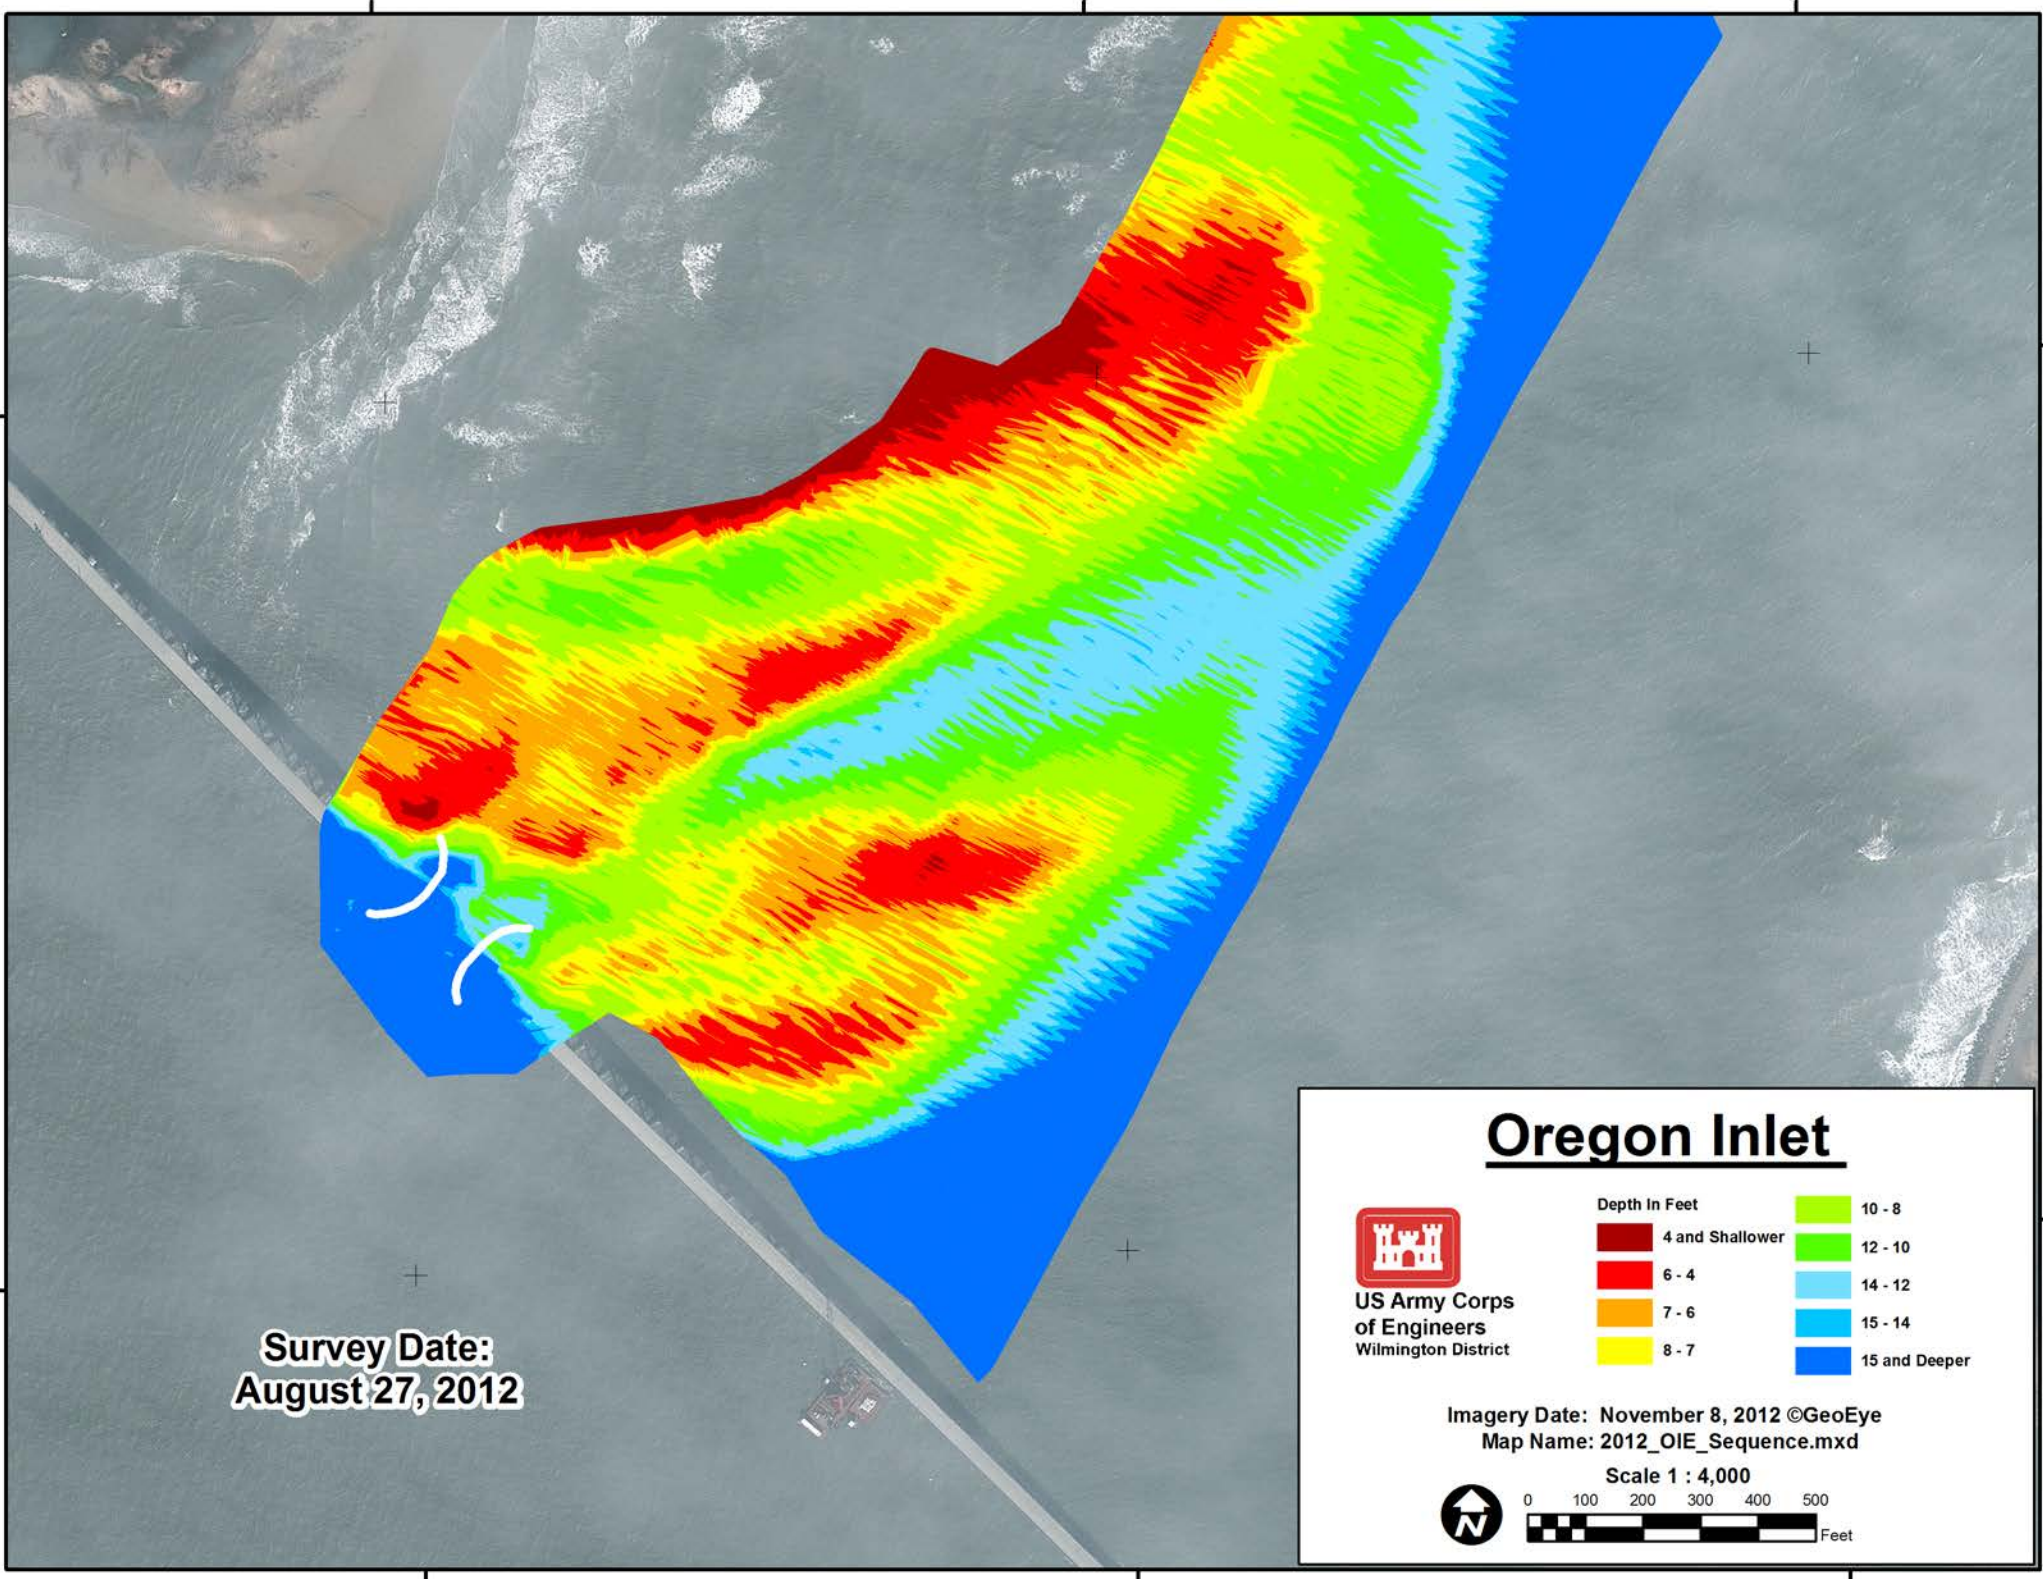 Survey Date:
August 27, 2012
Oregon Inlet
US Army Corps
of Engineers
Wilmington District
Depth In Feet
4 and Shallower
6 - 4
7 - 6
8 - 7
10 - 8
12 - 10
14 - 12
15 - 14
15 and Deeper
Imagery Date: November 8, 2012 ©GeoEye
Map Name: 2012_OIE_Sequence.mxd
Scale 1 : 4,000
N
0 100 200 300 400 500
Feet